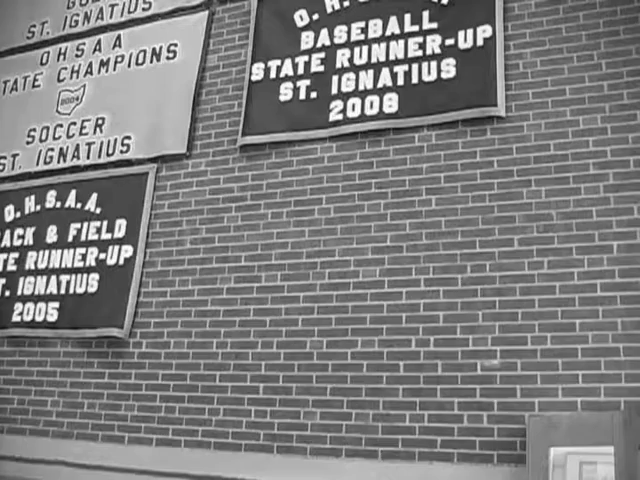 ST. IGNATIUS
OHSAA
STATE CHAMPIONS
2004
SOCCER
ST. IGNATIUS
O.H.S.A.A.
ACK & FIELD
TE RUNNER-UP
T. IGNATIUS
2005
BASEBALL
STATE RUNNER-UP
ST. IGNATIUS
2008